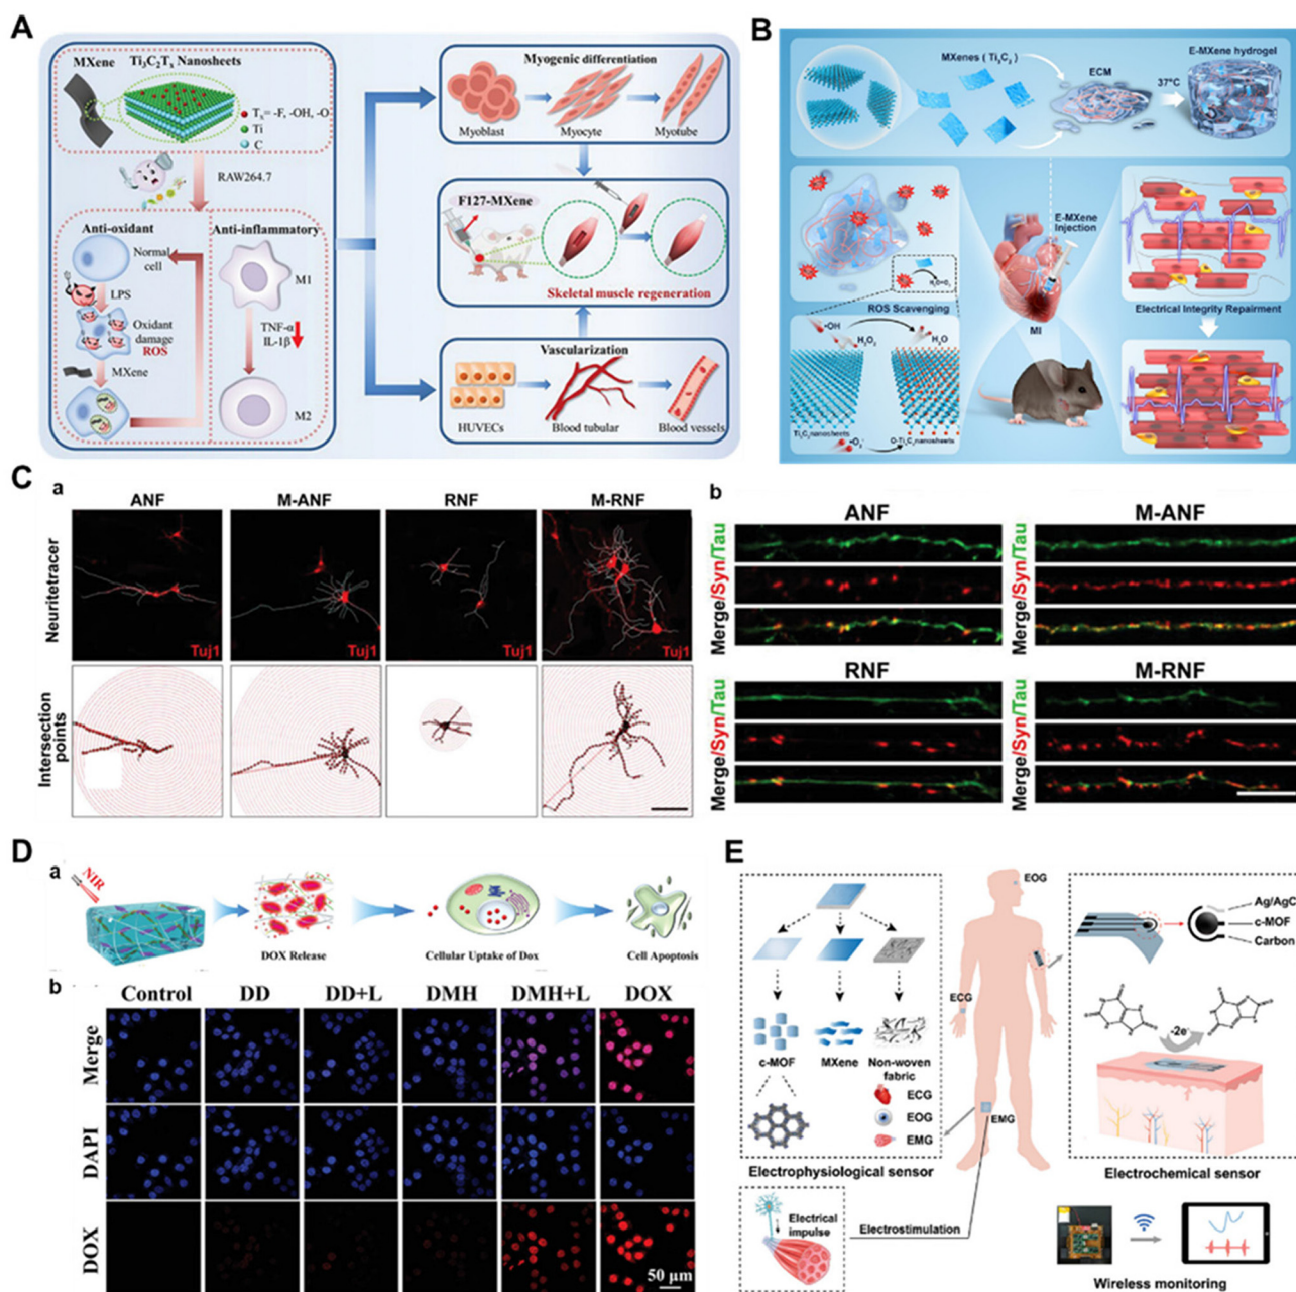 A
MXene
Ti₃C₂Tₓ Nanosheets
Tₓ= -F, -OH, -O
Ti
C
RAW264.7
Anti-oxidant
Normal
cell
LPS
Oxidant
damage
ROS
MXene
Anti-inflammatory
M1
TNF-α
IL-1β
M2
Myogenic differentiation
Myoblast
Myocyte
Myotube
F127-MXene
Skeletal muscle regeneration
Vascularization
HUVECs
Blood tubular
Blood vessels
B
MXenes ( Ti₃C₂ )
ECM
37°C
E-MXene hydrogel
E-MXene
Injection
MI
ROS Scavenging
•OH
H₂O₂
H₂O
Ti₃C₂nanosheets
O-Ti₃C₂nanosheets
Electrical Integrity Repairment
C
a
ANF
M-ANF
RNF
M-RNF
Neuritetracer
Tuj1
Tuj1
Tuj1
Tuj1
Intersection
points
b
ANF
M-ANF
Merge/Syn/Tau
Merge/Syn/Tau
RNF
M-RNF
Merge/Syn/Tau
Merge/Syn/Tau
D
a
NIR
DOX Release
Cellular Uptake of Dox
Cell Apoptosis
b
Control
DD
DD+L
DMH
DMH+L
DOX
Merge
DAPI
DOX
50 μm
E
c-MOF
MXene
Non-woven
fabric
ECG
EOG
EMG
Electrophysiological sensor
Electrical
impulse
Electrostimulation
EOG
ECG
EMG
Ag/AgC
c-MOF
Carbon
-2e⁻
Electrochemical sensor
Wireless monitoring